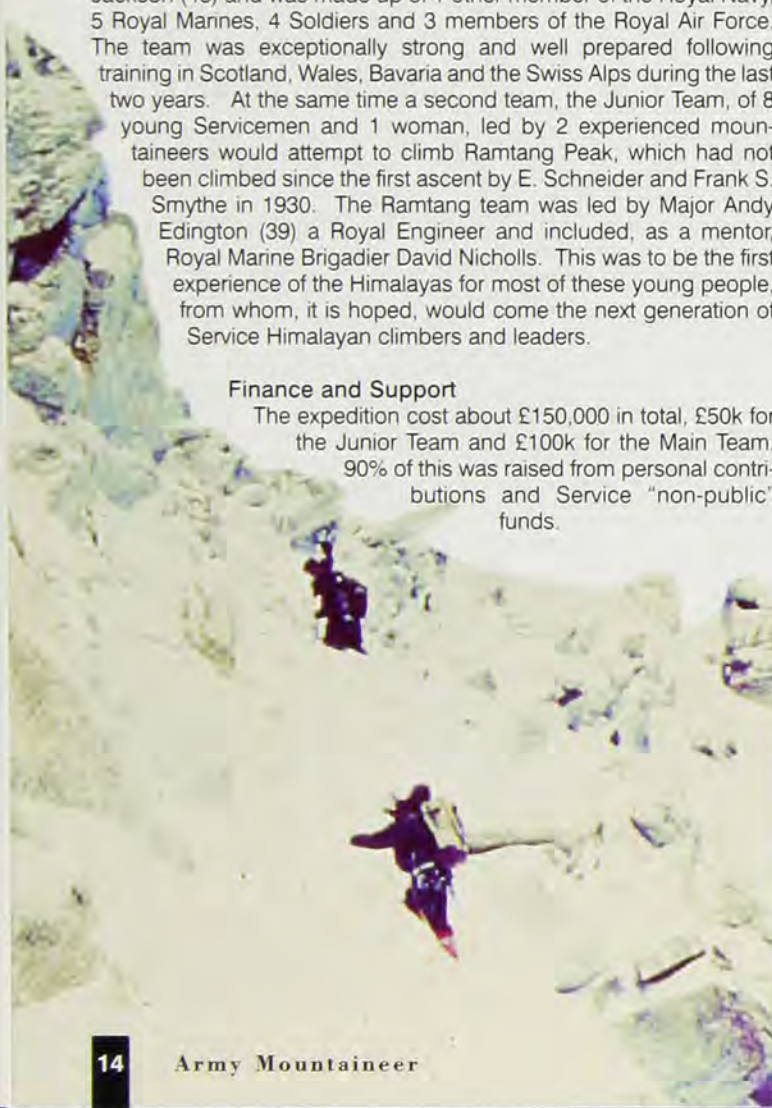 5 Royal Marines, 4 Soldiers and 3 members of the Royal Air Force.
The team was exceptionally strong and well prepared following
training in Scotland, Wales, Bavaria and the Swiss Alps during the last
two years. At the same time a second team, the Junior Team, of 8
young Servicemen and 1 woman, led by 2 experienced moun-
taineers would attempt to climb Ramtang Peak, which had not
been climbed since the first ascent by E. Schneider and Frank S.
Smythe in 1930. The Ramtang team was led by Major Andy
Edington (39) a Royal Engineer and included, as a mentor,
Royal Marine Brigadier David Nicholls. This was to be the first
experience of the Himalayas for most of these young people,
from whom, it is hoped, would come the next generation of
Service Himalayan climbers and leaders.
Finance and Support
The expedition cost about £150,000 in total, £50k for
the Junior Team and £100k for the Main Team.
90% of this was raised from personal contri-
butions and Service "non-public"
funds.
14 Army Mountaineer